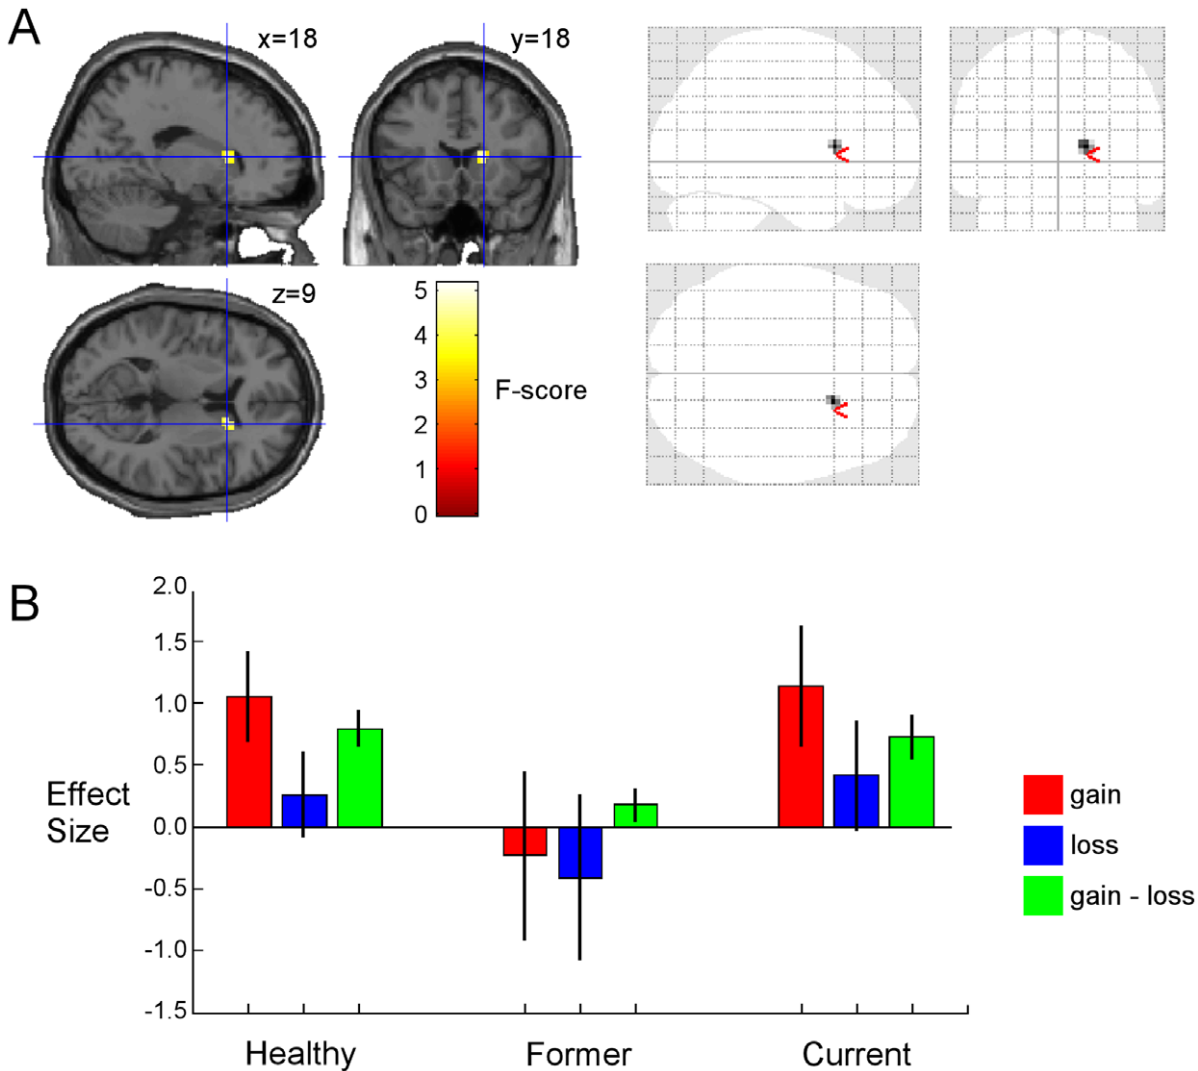 A
x=18
y=18
z=9
5
4
3
2
1
0
F-score
<
<
<
B
2.0
1.5
1.0
0.5
0.0
-0.5
-1.0
-1.5
Effect
Size
gain
loss
gain - loss
Healthy
Former
Current